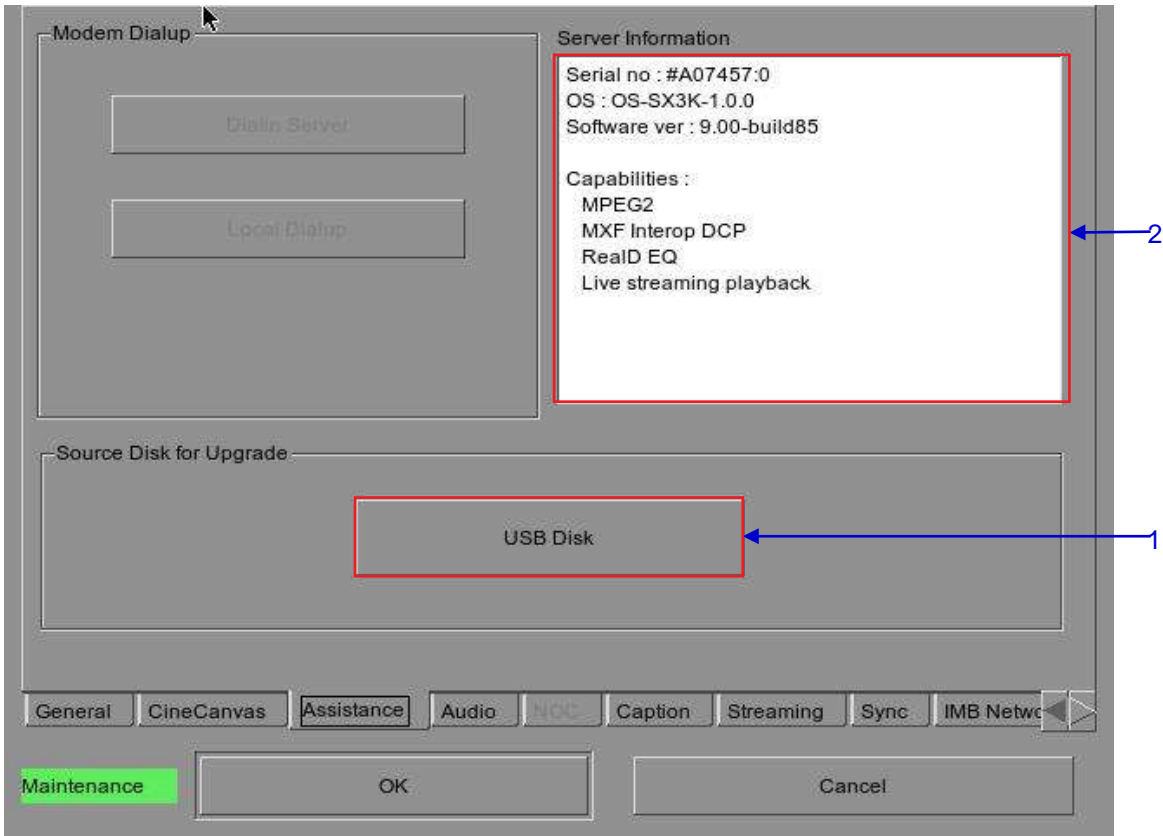 Modem Dialup
Dialin Server
Local Dialup
Server Information
Serial no : #A07457:0
OS : OS-SX3K-1.0.0
Software ver : 9.00-build85
Capabilities :
MPEG2
MXF Interop DCP
RealD EQ
Live streaming playback
2
Source Disk for Upgrade
USB Disk
1
General CineCanvas Assistance Audio NOC Caption Streaming Sync IMB Netwo
Maintenance OK Cancel